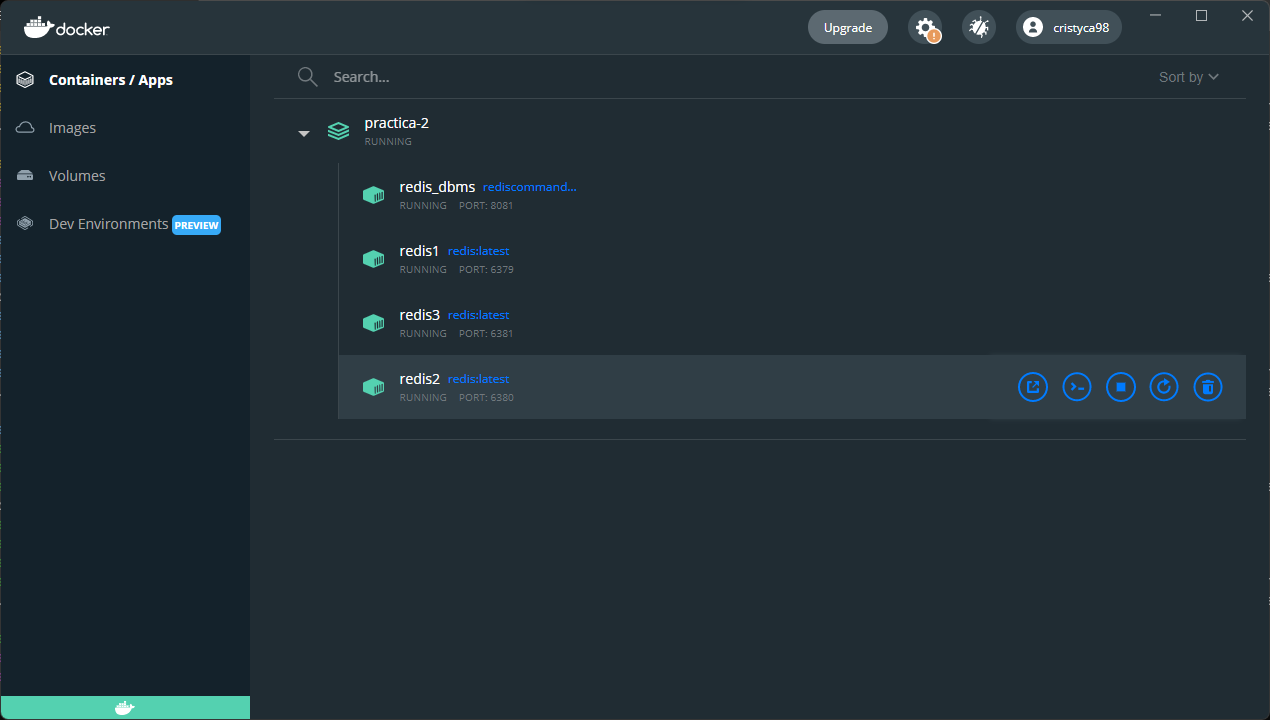 docker
Upgrade
cristyca98
Containers / Apps
Images
Volumes
Dev Environments PREVIEW
Search...
Sort by
practica-2
RUNNING
redis_dbms rediscommand...
RUNNING PORT: 8081
redis1 redis:latest
RUNNING PORT: 6379
redis3 redis:latest
RUNNING PORT: 6381
redis2 redis:latest
RUNNING PORT: 6380